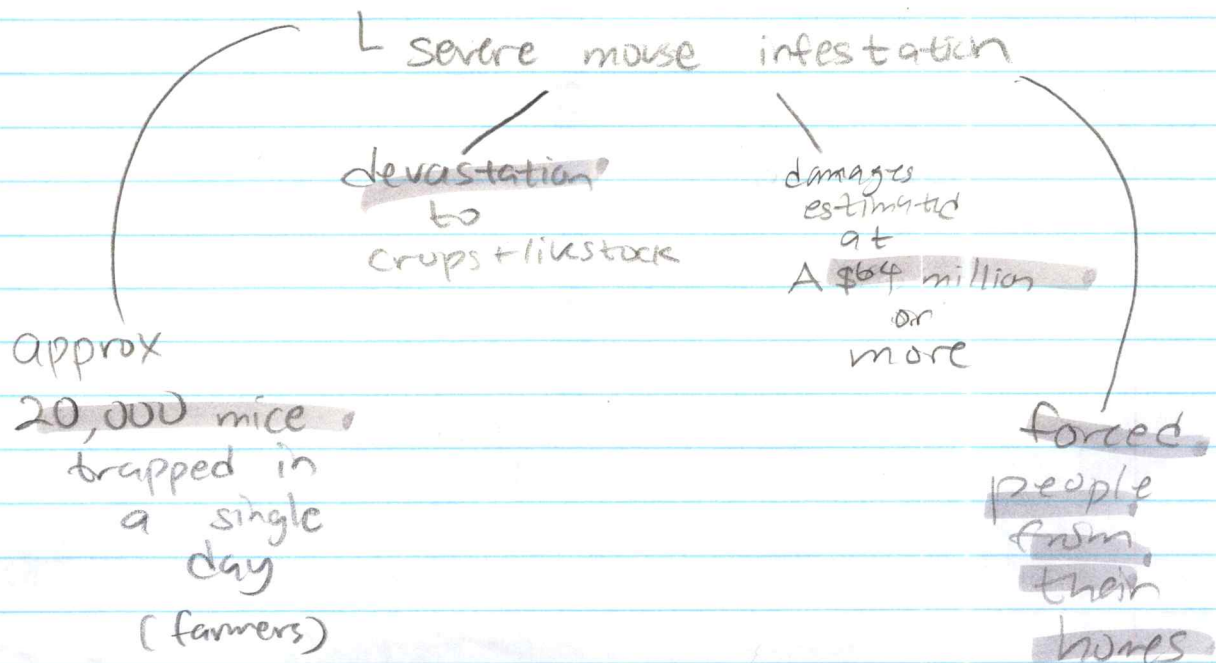 └ severe mouse infestation
devastation
to
crops + livestock
damages
estimated
at
A $64 million
or
more
approx
20,000 mice
trapped in
a single
day
(farmers)
forced
people
from
their
homes